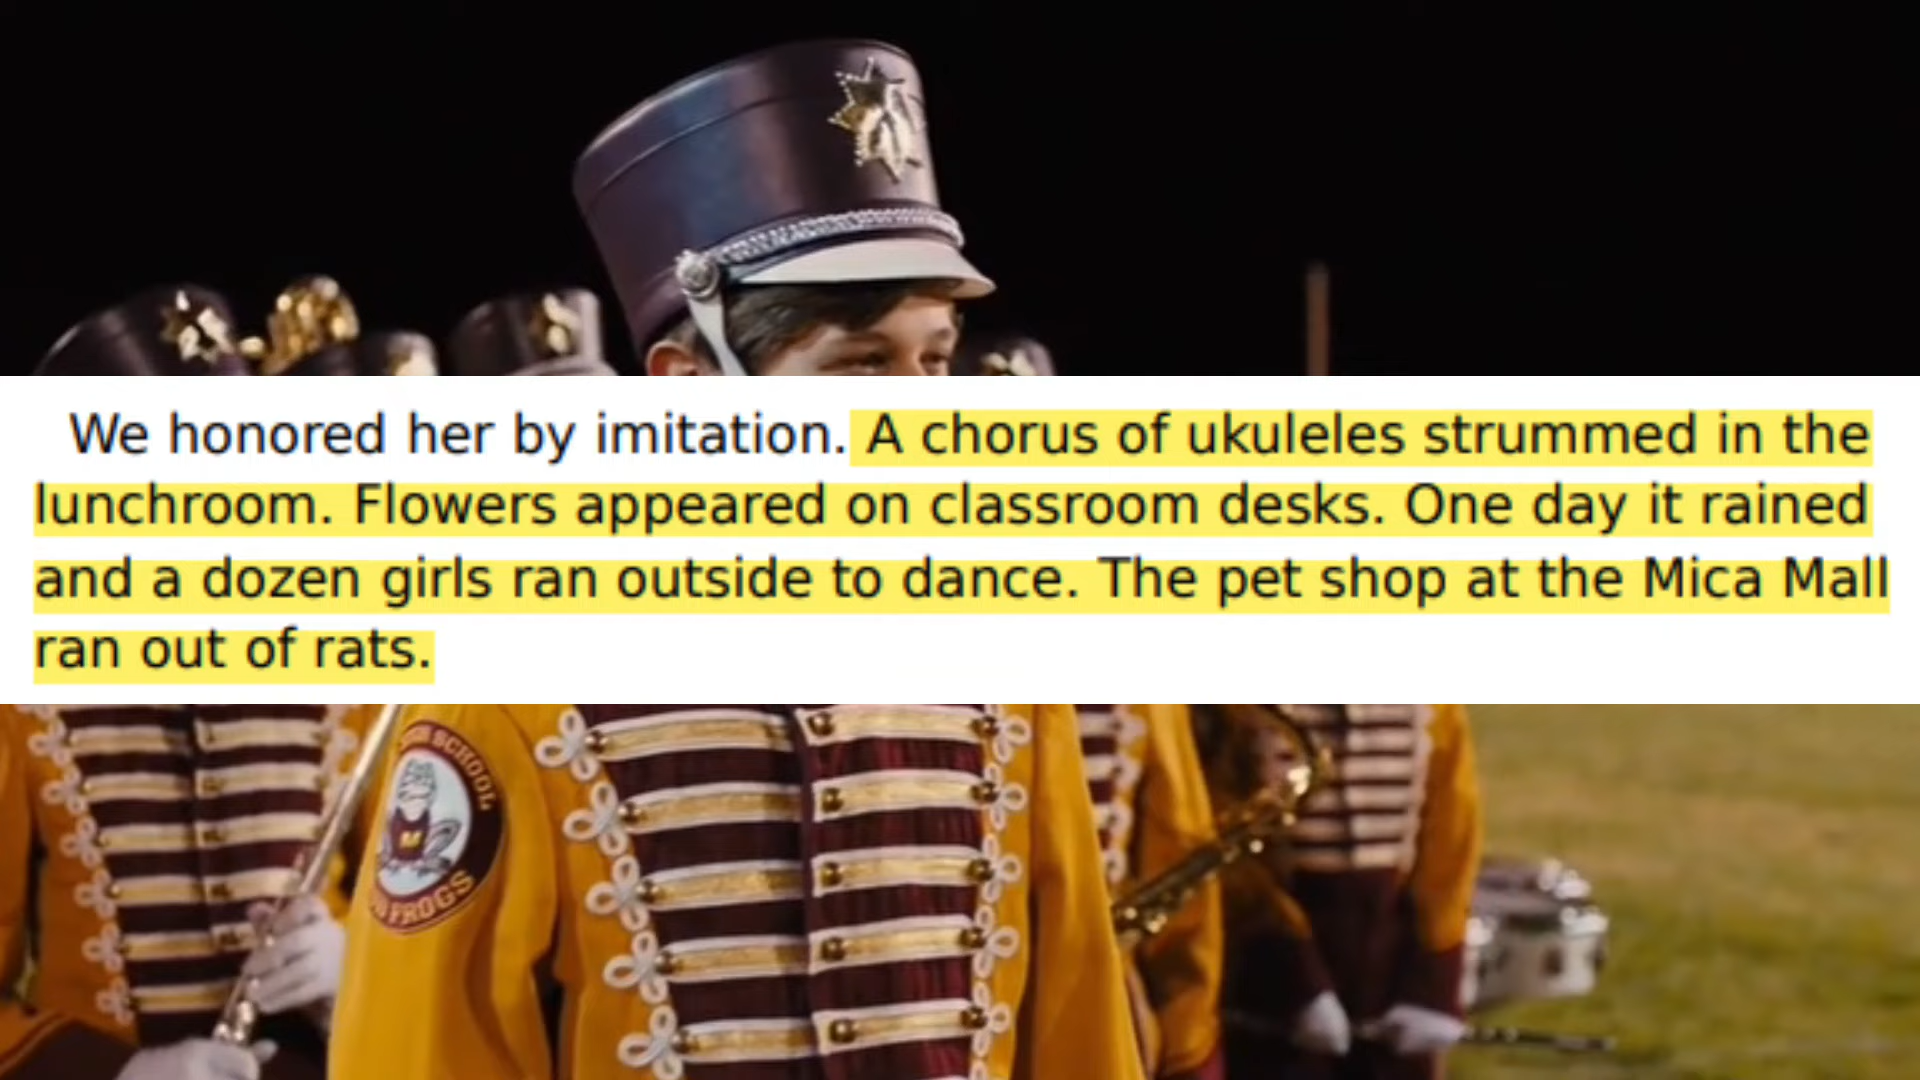 We honored her by imitation. A chorus of ukuleles strummed in the
lunchroom. Flowers appeared on classroom desks. One day it rained
and a dozen girls ran outside to dance. The pet shop at the Mica Mall
ran out of rats.
SCHOOL
FROGS